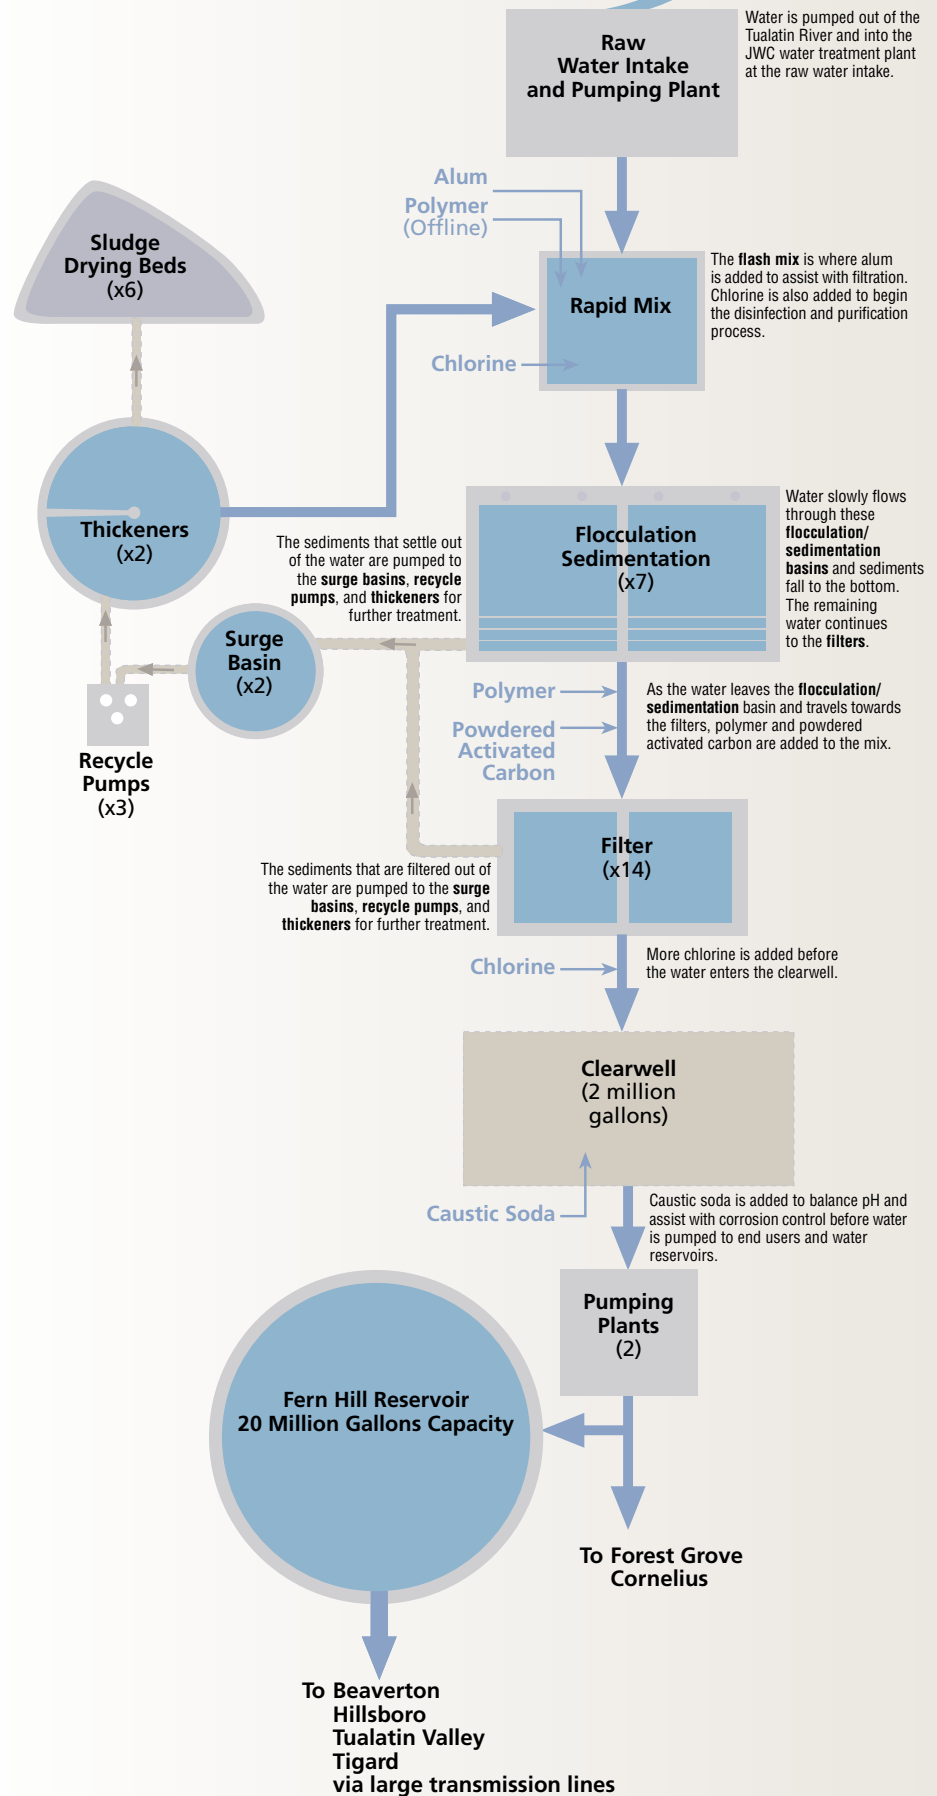 Raw
Water Intake
and Pumping Plant
Water is pumped out of the
Tualatin River and into the
JWC water treatment plant
at the raw water intake.
Alum
Polymer
(Offline)
Sludge
Drying Beds
(x6)
Rapid Mix
The flash mix is where alum
is added to assist with filtration.
Chlorine is also added to begin
the disinfection and purification
process.
Chlorine
Thickeners
(x2)
The sediments that settle out
of the water are pumped to
the surge basins, recycle
pumps, and thickeners for
further treatment.
Flocculation
Sedimentation
(x7)
Water slowly flows
through these
flocculation/
sedimentation
basins and sediments
fall to the bottom.
The remaining
water continues
to the filters.
Surge
Basin
(x2)
Recycle
Pumps
(x3)
Polymer
Powdered
Activated
Carbon
As the water leaves the flocculation/
sedimentation basin and travels towards
the filters, polymer and powdered
activated carbon are added to the mix.
Filter
(x14)
The sediments that are filtered out of
the water are pumped to the surge
basins, recycle pumps, and
thickeners for further treatment.
Chlorine
More chlorine is added before
the water enters the clearwell.
Clearwell
(2 million
gallons)
Caustic Soda
Caustic soda is added to balance pH and
assist with corrosion control before water
is pumped to end users and water
reservoirs.
Pumping
Plants
(2)
Fern Hill Reservoir
20 Million Gallons Capacity
To Forest Grove
Cornelius
To Beaverton
Hillsboro
Tualatin Valley
Tigard
via large transmission lines